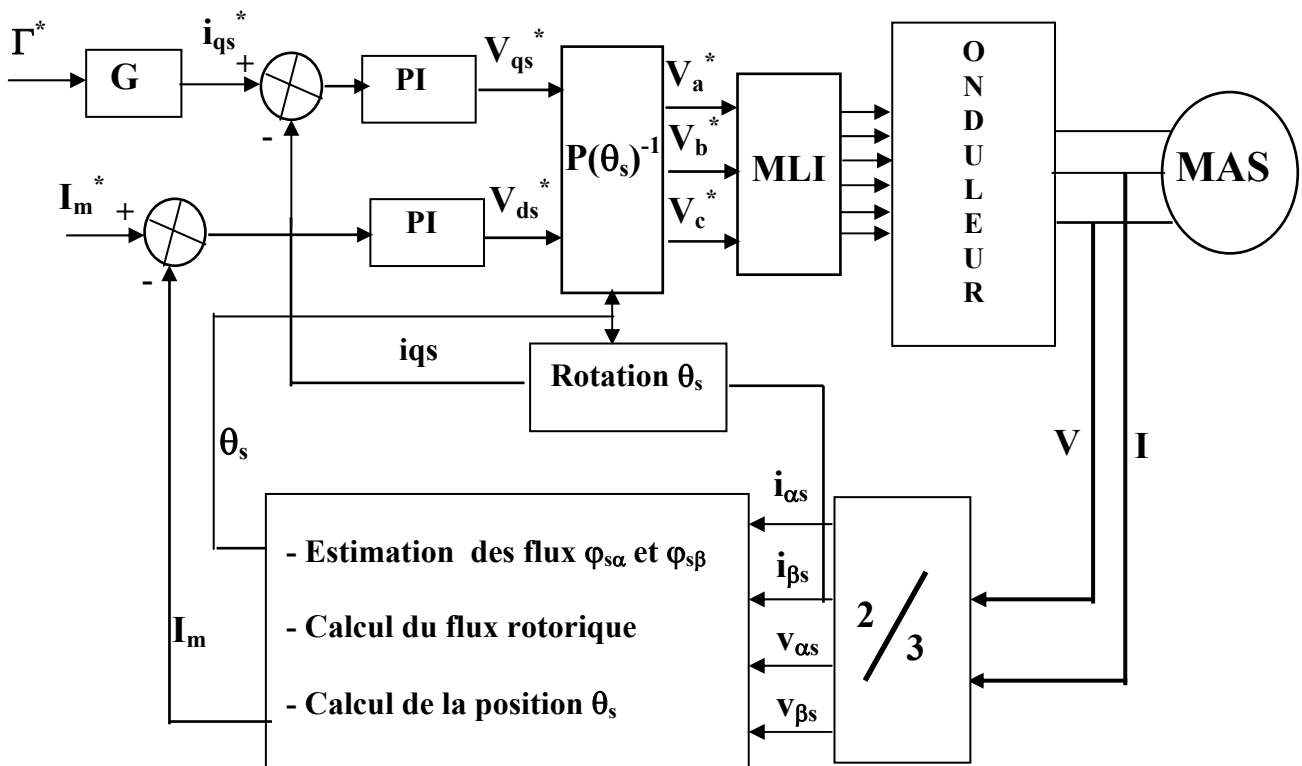 Γ*
G
iqs*
+
-
PI
Vqs*
Im*
+
-
PI
Vds*
P(θs)-1
Va*
Vb*
Vc*
MLI
ONDULEUR
MAS
iqs
Rotation θs
θs
Im
V
I
- Estimation des flux φsα et φsβ
- Calcul du flux rotorique
- Calcul de la position θs
iαs
iβs
vαs
vβs
2/3